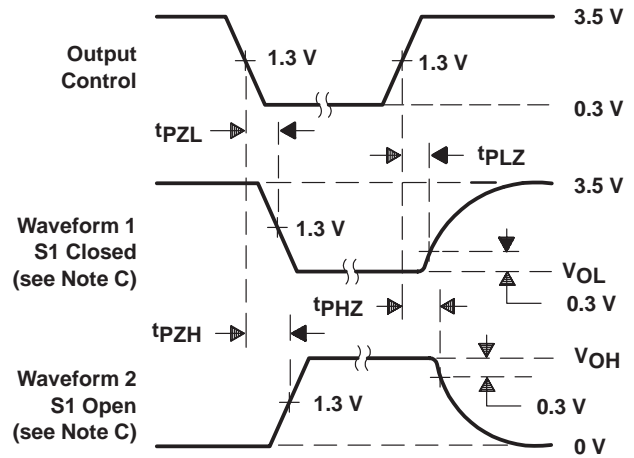 3.5 V
Output
Control
1.3 V
1.3 V
0.3 V
tPZL
tPLZ
3.5 V
Waveform 1
S1 Closed
(see Note C)
1.3 V
VOL
0.3 V
tPHZ
tPZH
VOH
Waveform 2
S1 Open
(see Note C)
1.3 V
0.3 V
0 V